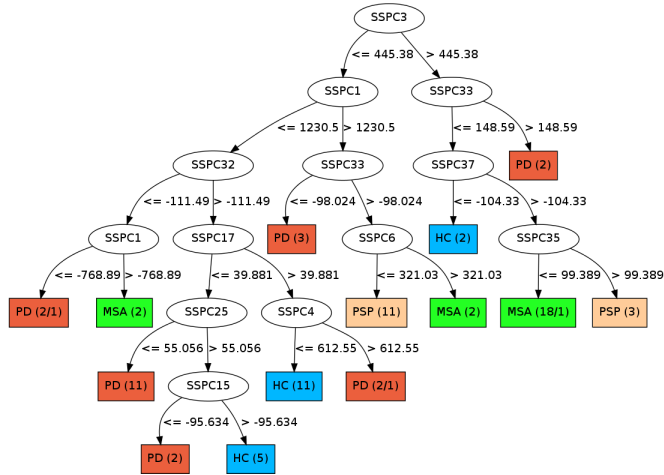 SSPC3
<= 445.38 > 445.38
SSPC1 SSPC33
<= 1230.5 > 1230.5 <= 148.59 > 148.59
SSPC32 SSPC33 SSPC37 PD (2)
<= -111.49 > -111.49 <= -98.024 > -98.024 <= -104.33 > -104.33
SSPC1 SSPC17 PD (3) SSPC6 HC (2) SSPC35
<= -768.89 > -768.89 <= 39.881 > 39.881 <= 321.03 > 321.03 <= 99.389 > 99.389
PD (2/1) MSA (2) SSPC25 SSPC4 PSP (11) MSA (2) MSA (18/1) PSP (3)
<= 55.056 > 55.056 <= 612.55 > 612.55
PD (11) SSPC15 HC (11) PD (2/1)
<= -95.634 > -95.634
PD (2) HC (5)